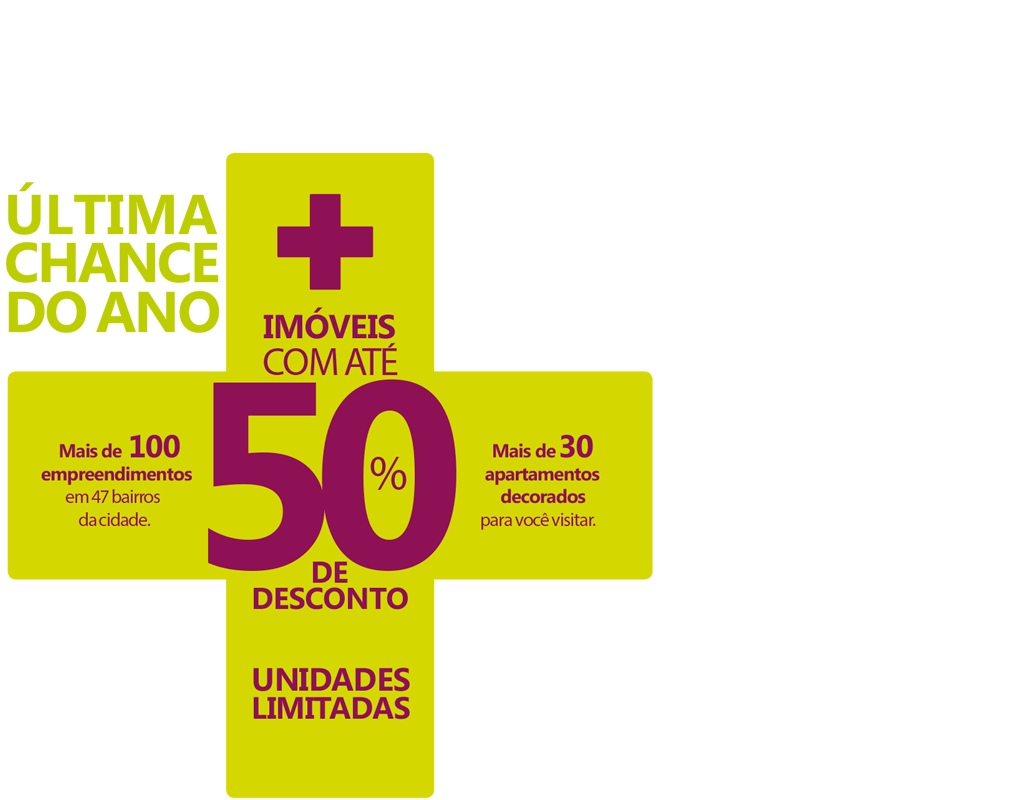 ÚLTIMA
CHANCE
DO ANO
+
IMÓVEIS
COM ATÉ
50%
DE
DESCONTO
Mais de 100
empreendimentos
em 47 bairros
da cidade.
Mais de 30
apartamentos
decorados
para você visitar.
UNIDADES
LIMITADAS